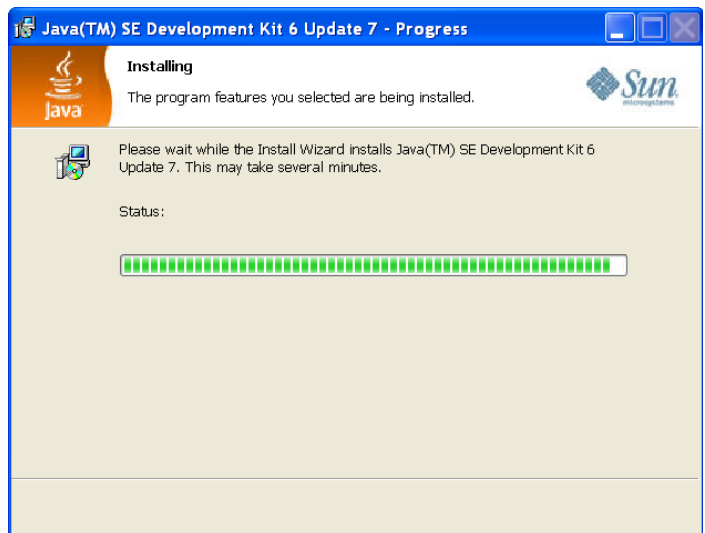 Java(TM) SE Development Kit 6 Update 7 - Progress
Installing
The program features you selected are being installed.
Java
Sun
microsystems
Please wait while the Install Wizard installs Java(TM) SE Development Kit 6
Update 7. This may take several minutes.
Status: